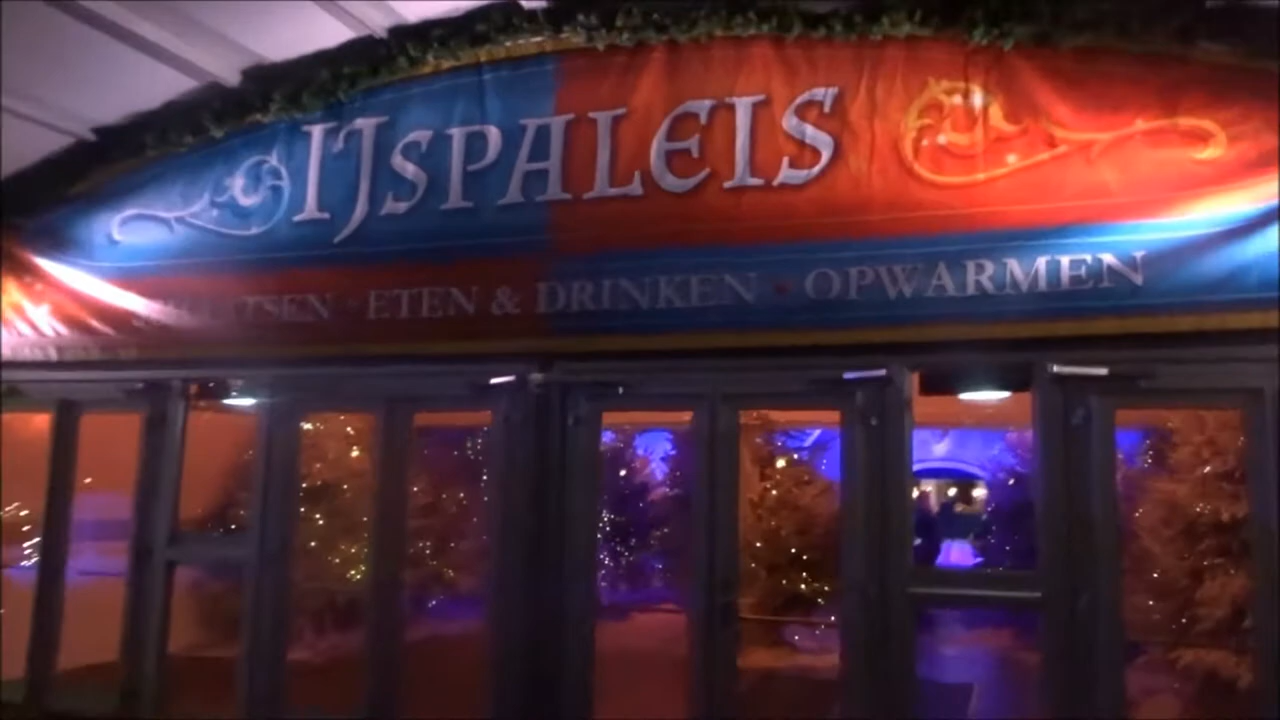 IJSPALEIS
ETEN & DRINKEN • OPWARMEN